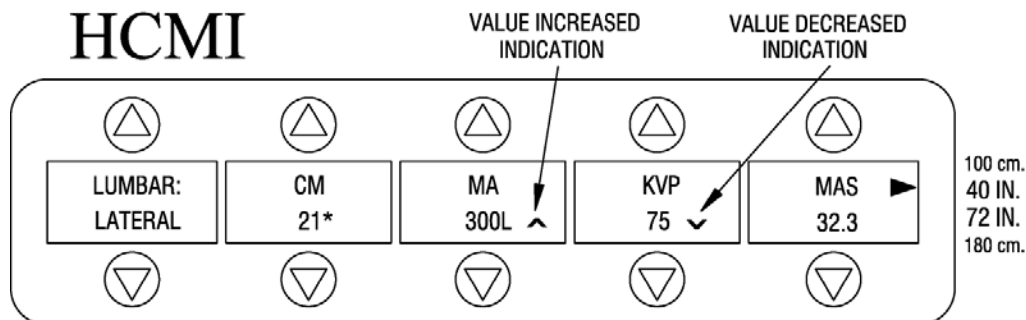 HCMI
VALUE INCREASED
INDICATION
VALUE DECREASED
INDICATION
LUMBAR:
LATERAL
CM
21*
MA
300L
KVP
75
MAS
32.3
100 cm.
40 IN.
72 IN.
180 cm.